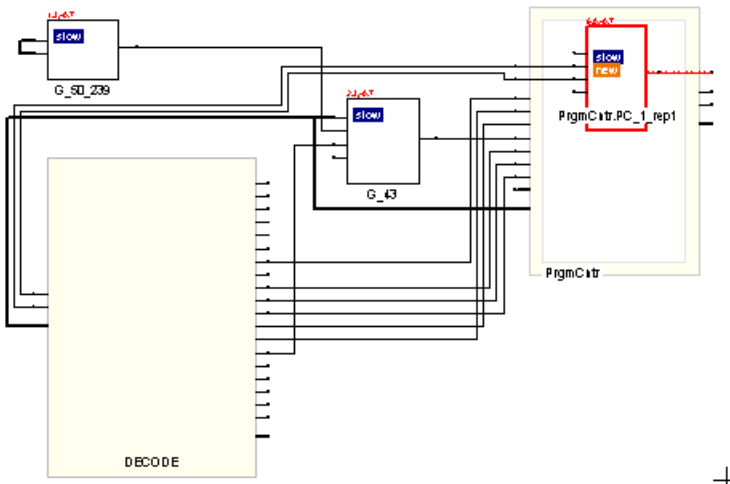 slow
G_50_239
slow
G_43
slow
new
PrgmCntr.PC_1_rep1
PrgmCntr
DECODE